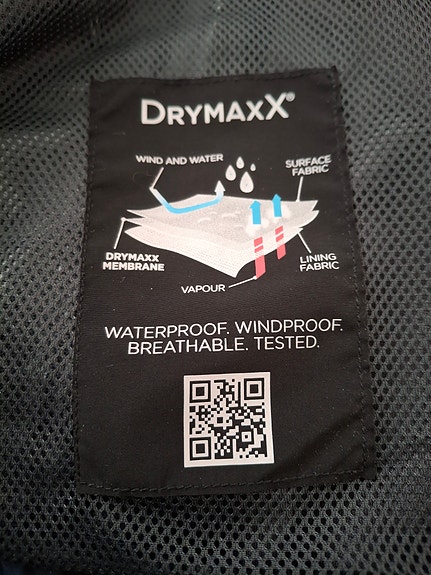 DRYMAXX®
WIND AND WATER
SURFACE
FABRIC
DRYMAXX
MEMBRANE
LINING
FABRIC
VAPOUR
WATERPROOF. WINDPROOF.
BREATHABLE. TESTED.